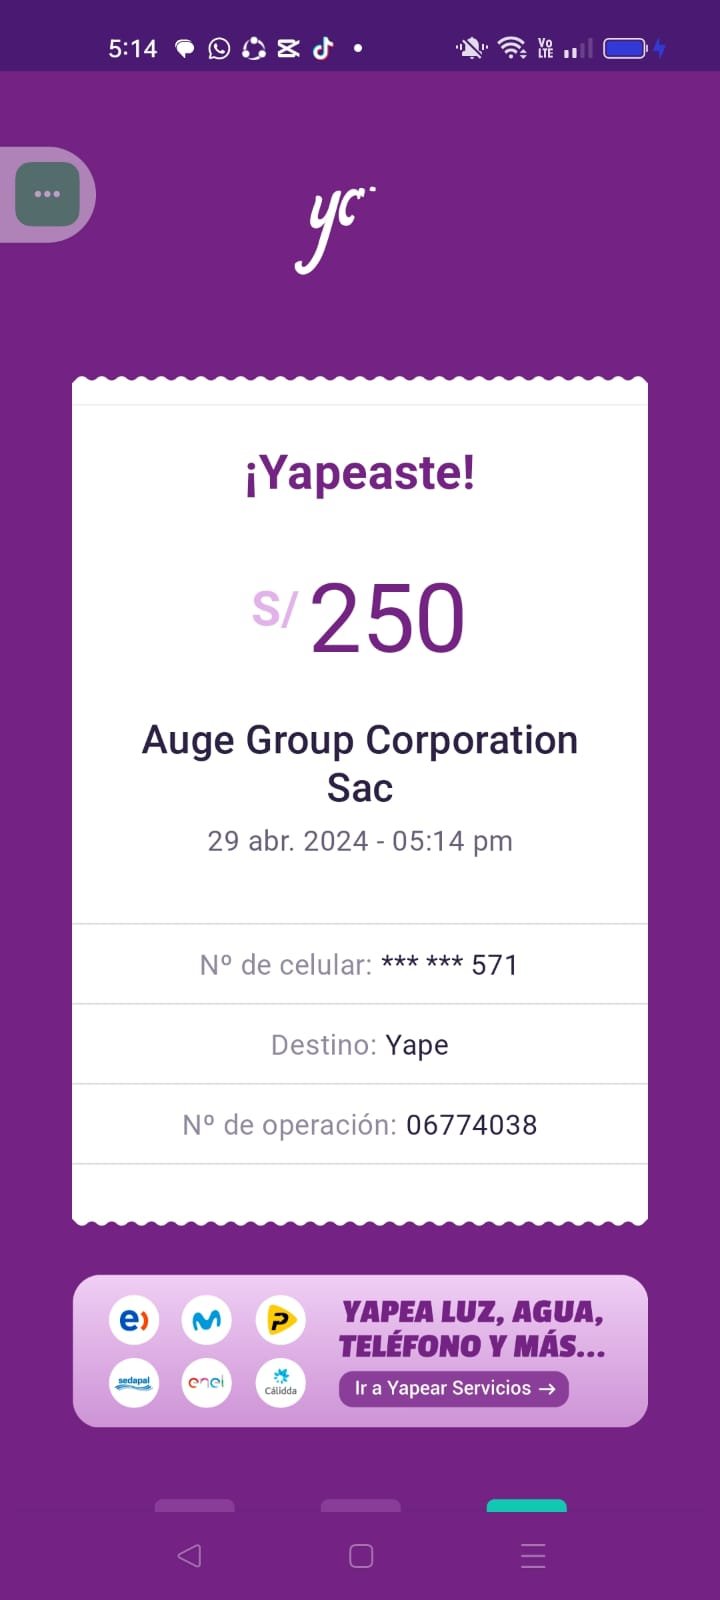 5:14
Vo
LTE
yc
¡Yapeaste!
S/ 250
Auge Group Corporation
Sac
29 abr. 2024 - 05:14 pm
Nº de celular: *** *** 571
Destino: Yape
Nº de operación: 06774038
YAPEA LUZ, AGUA,
TELÉFONO Y MÁS...
Ir a Yapear Servicios →
e)
P
sedapal
enel
Cálidda